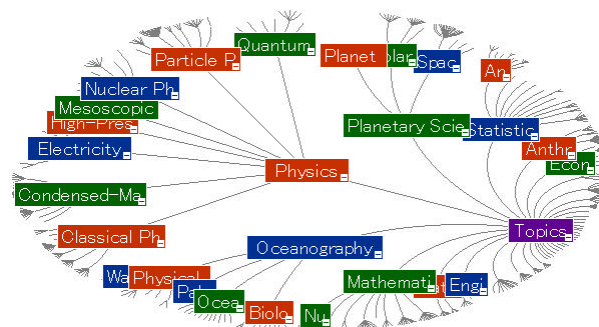 Quantum
Particle P
Planet
olar
Spac
An
Nuclear Ph
Mesoscopic
High-Pres
Planetary Scie
Statistic
Electricity
Anthr
Econ
Physics
Condensed-Ma
Topics
Classical Ph
Oceanography
Wa
Physical
Pal
Mathemati
Engi
Ocea
Biolo
Nu